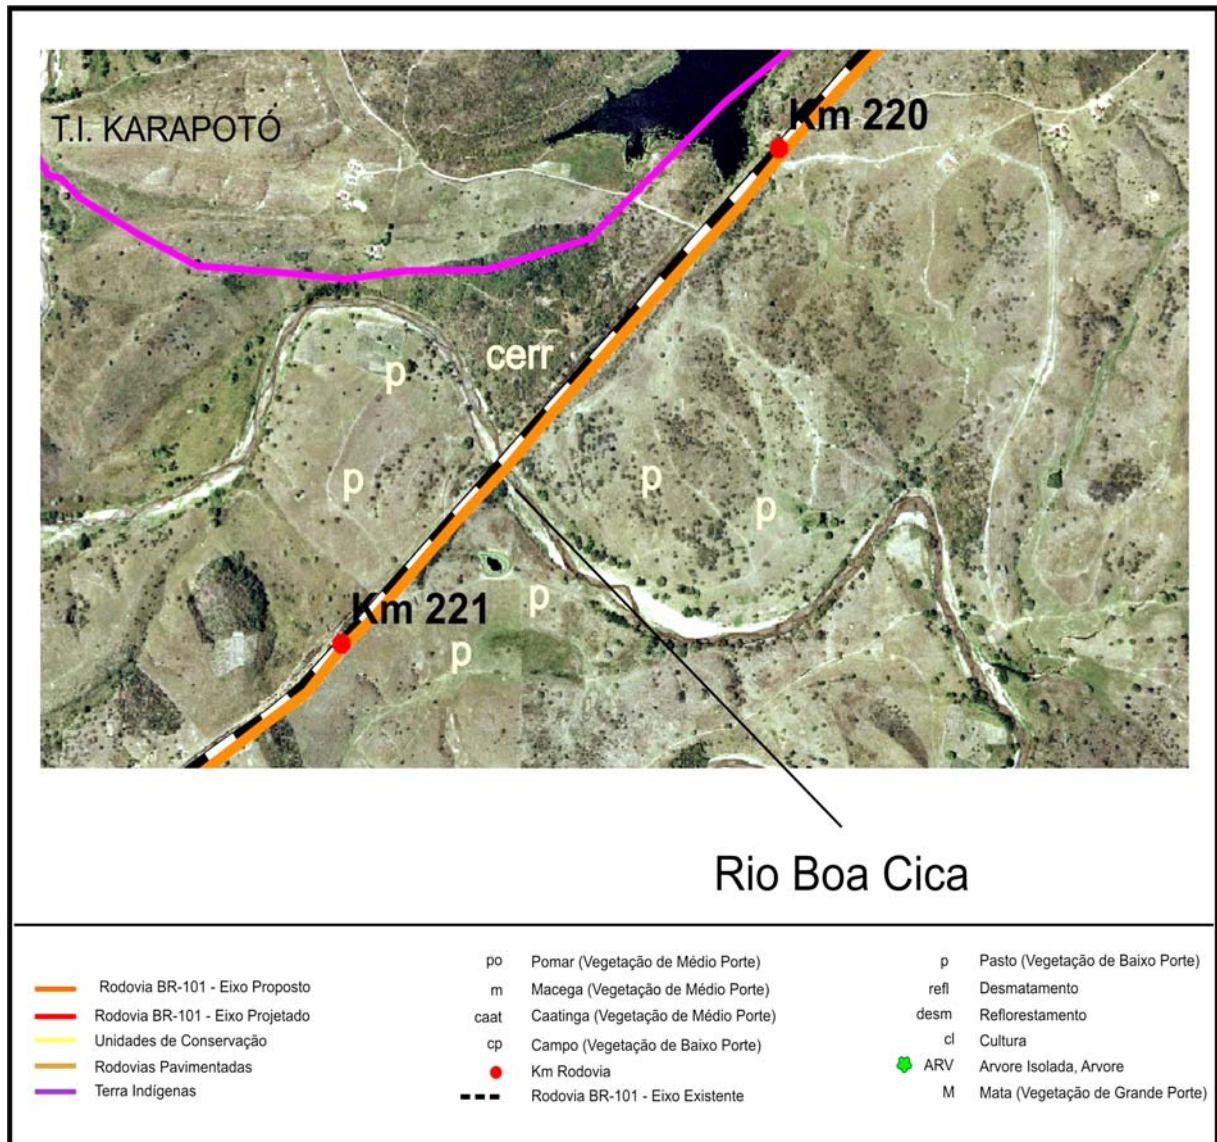 T.I. KARAPOTÓ
Km 220
cerr
p
p
p
p
p
Km 221
p
Rio Boa Cica
Rodovia BR-101 - Eixo Proposto
Rodovia BR-101 - Eixo Projetado
Unidades de Conservação
Rodovias Pavimentadas
Terra Indígenas
po Pomar (Vegetação de Médio Porte)
m Macega (Vegetação de Médio Porte)
caat Caatinga (Vegetação de Médio Porte)
cp Campo (Vegetação de Baixo Porte)
Km Rodovia
Rodovia BR-101 - Eixo Existente
p Pasto (Vegetação de Baixo Porte)
refl Desmatamento
desm Reflorestamento
cl Cultura
ARV Arvore Isolada, Arvore
M Mata (Vegetação de Grande Porte)